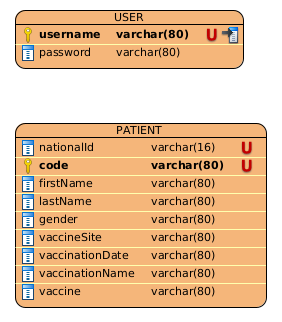 USER
username varchar(80) U
password varchar(80)
PATIENT
nationalId varchar(16) U
code varchar(80) U
firstName varchar(80)
lastName varchar(80)
gender varchar(80)
vaccineSite varchar(80)
vaccinationDate varchar(80)
vaccinationName varchar(80)
vaccine varchar(80)